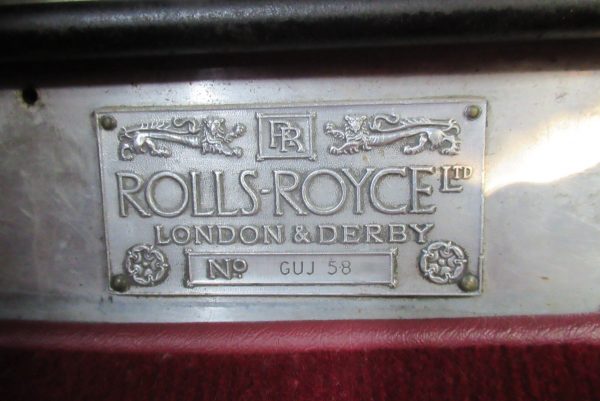 RR
ROLLS-ROYCE LTD
LONDON & DERBY
No GUJ 58